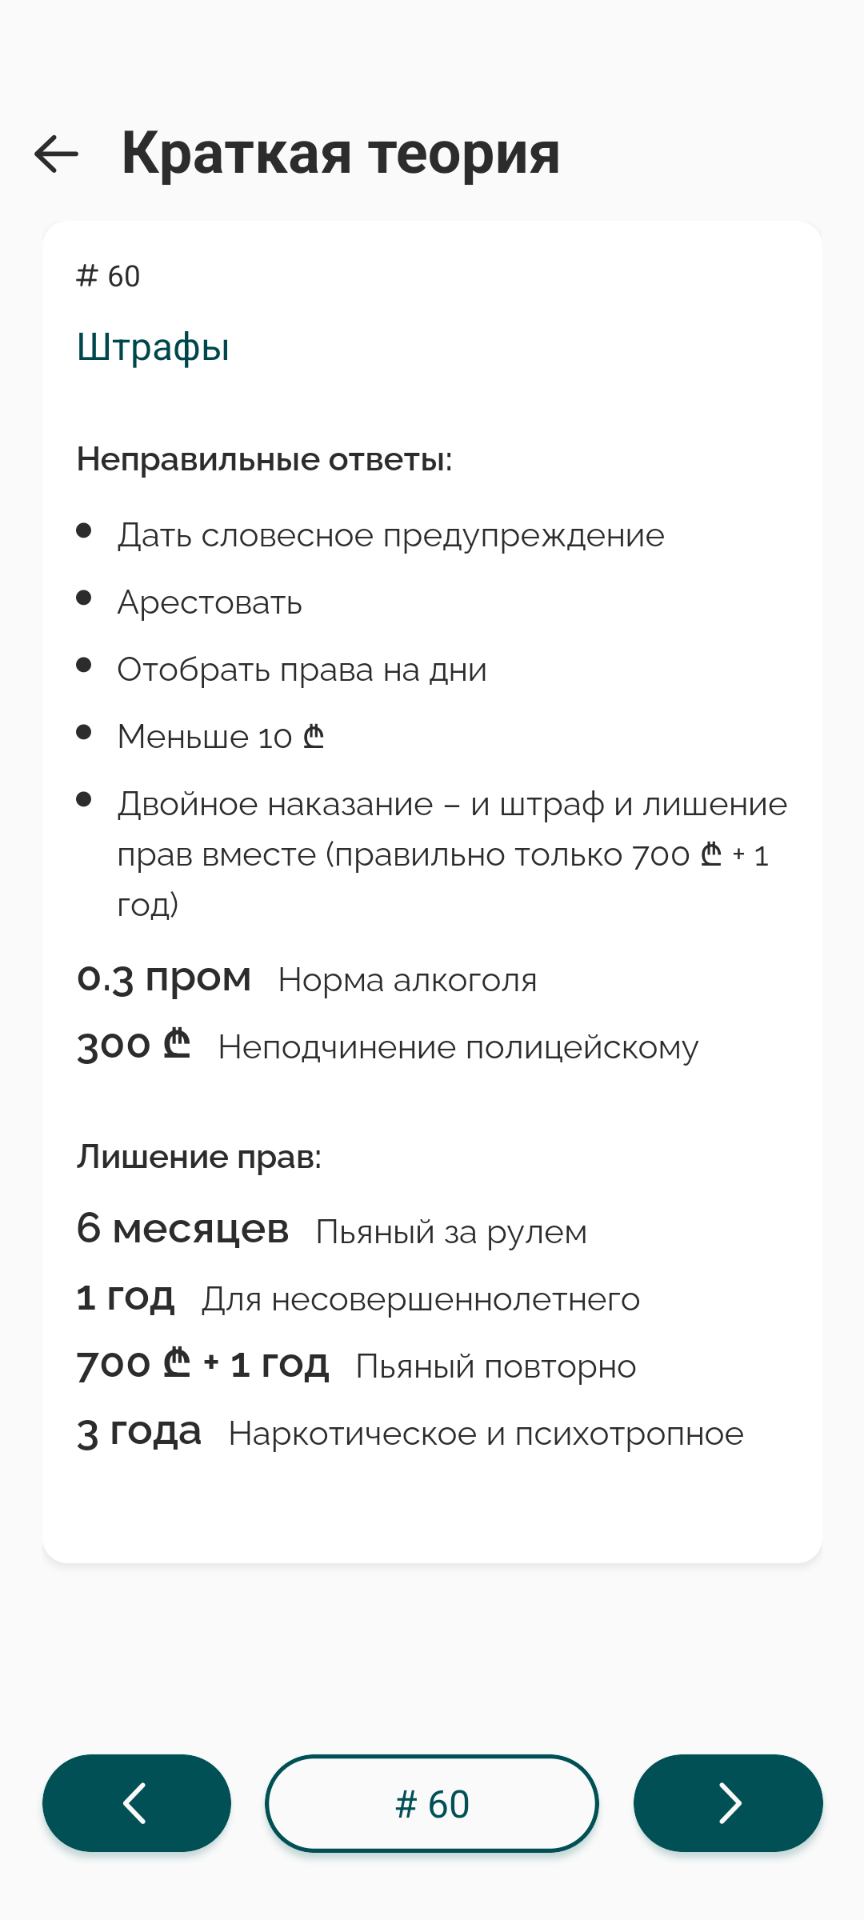 Краткая теория
# 60
Штрафы
Неправильные ответы:
• Дать словесное предупреждение
• Арестовать
• Отобрать права на дни
• Меньше 10 ₾
• Двойное наказание – и штраф и лишение
прав вместе (правильно только 700 ₾ + 1
год)
0.3 пром Норма алкоголя
300 ₾ Неподчинение полицейскому
Лишение прав:
6 месяцев Пьяный за рулем
1 год Для несовершеннолетнего
700 ₾ + 1 год Пьяный повторно
3 года Наркотическое и психотропное
# 60